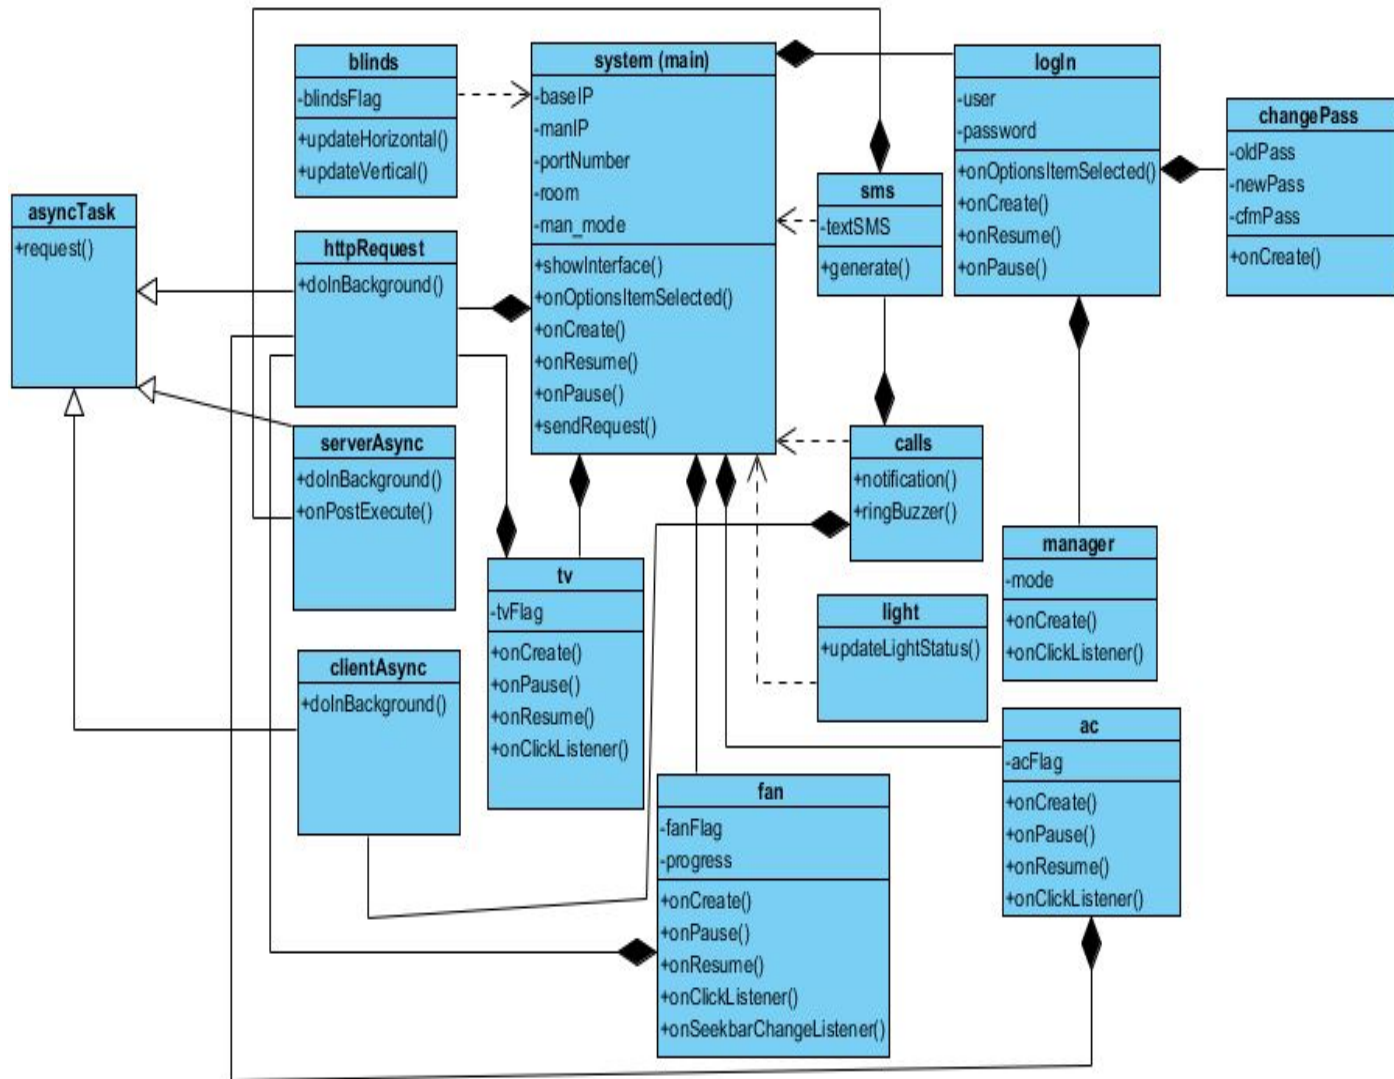 blinds
-blindsFlag
+updateHorizontal()
+updateVertical()
system (main)
-baseIP
-manIP
-portNumber
-room
-man_mode
+showInterface()
+onOptionsItemSelected()
+onCreate()
+onResume()
+onPause()
+sendRequest()
logIn
-user
-password
+onOptionsItemSelected()
+onCreate()
+onResume()
+onPause()
changePass
-oldPass
-newPass
-cfmPass
+onCreate()
sms
-textSMS
+generate()
asyncTask
+request()
httpRequest
+doInBackground()
serverAsync
+doInBackground()
+onPostExecute()
calls
+notification()
+ringBuzzer()
manager
-mode
+onCreate()
+onClickListener()
tv
-tvFlag
+onCreate()
+onPause()
+onResume()
+onClickListener()
light
+updateLightStatus()
clientAsync
+doInBackground()
ac
-acFlag
+onCreate()
+onPause()
+onResume()
+onClickListener()
fan
-fanFlag
-progress
+onCreate()
+onPause()
+onResume()
+onClickListener()
+onSeekbarChangeListener()